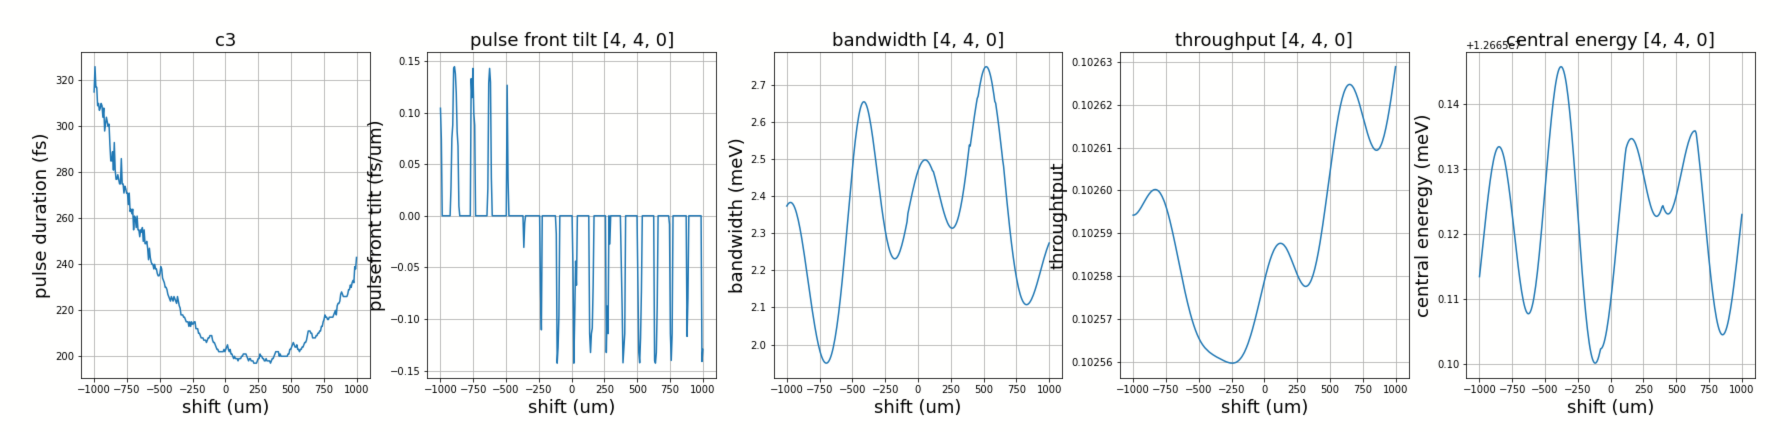 c3
320
300
280
260
240
220
200
pulse duration (fs)
−1000 −750 −500 −250 0 250 500 750 1000
shift (um)
pulse front tilt [4, 4, 0]
0.15
0.10
0.05
0.00
−0.05
−0.10
−0.15
pulsefront tilt (fs/um)
−1000 −750 −500 −250 0 250 500 750 1000
shift (um)
bandwidth [4, 4, 0]
2.7
2.6
2.5
2.4
2.3
2.2
2.1
2.0
bandwidth (meV)
−1000 −750 −500 −250 0 250 500 750 1000
shift (um)
throughput [4, 4, 0]
0.10263
0.10262
0.10261
0.10260
0.10259
0.10258
0.10257
0.10256
throughput
−1000 −750 −500 −250 0 250 500 750 1000
shift (um)
central energy [4, 4, 0]
+1.2665e7
0.14
0.13
0.12
0.11
0.10
central energy (meV)
−1000 −750 −500 −250 0 250 500 750 1000
shift (um)